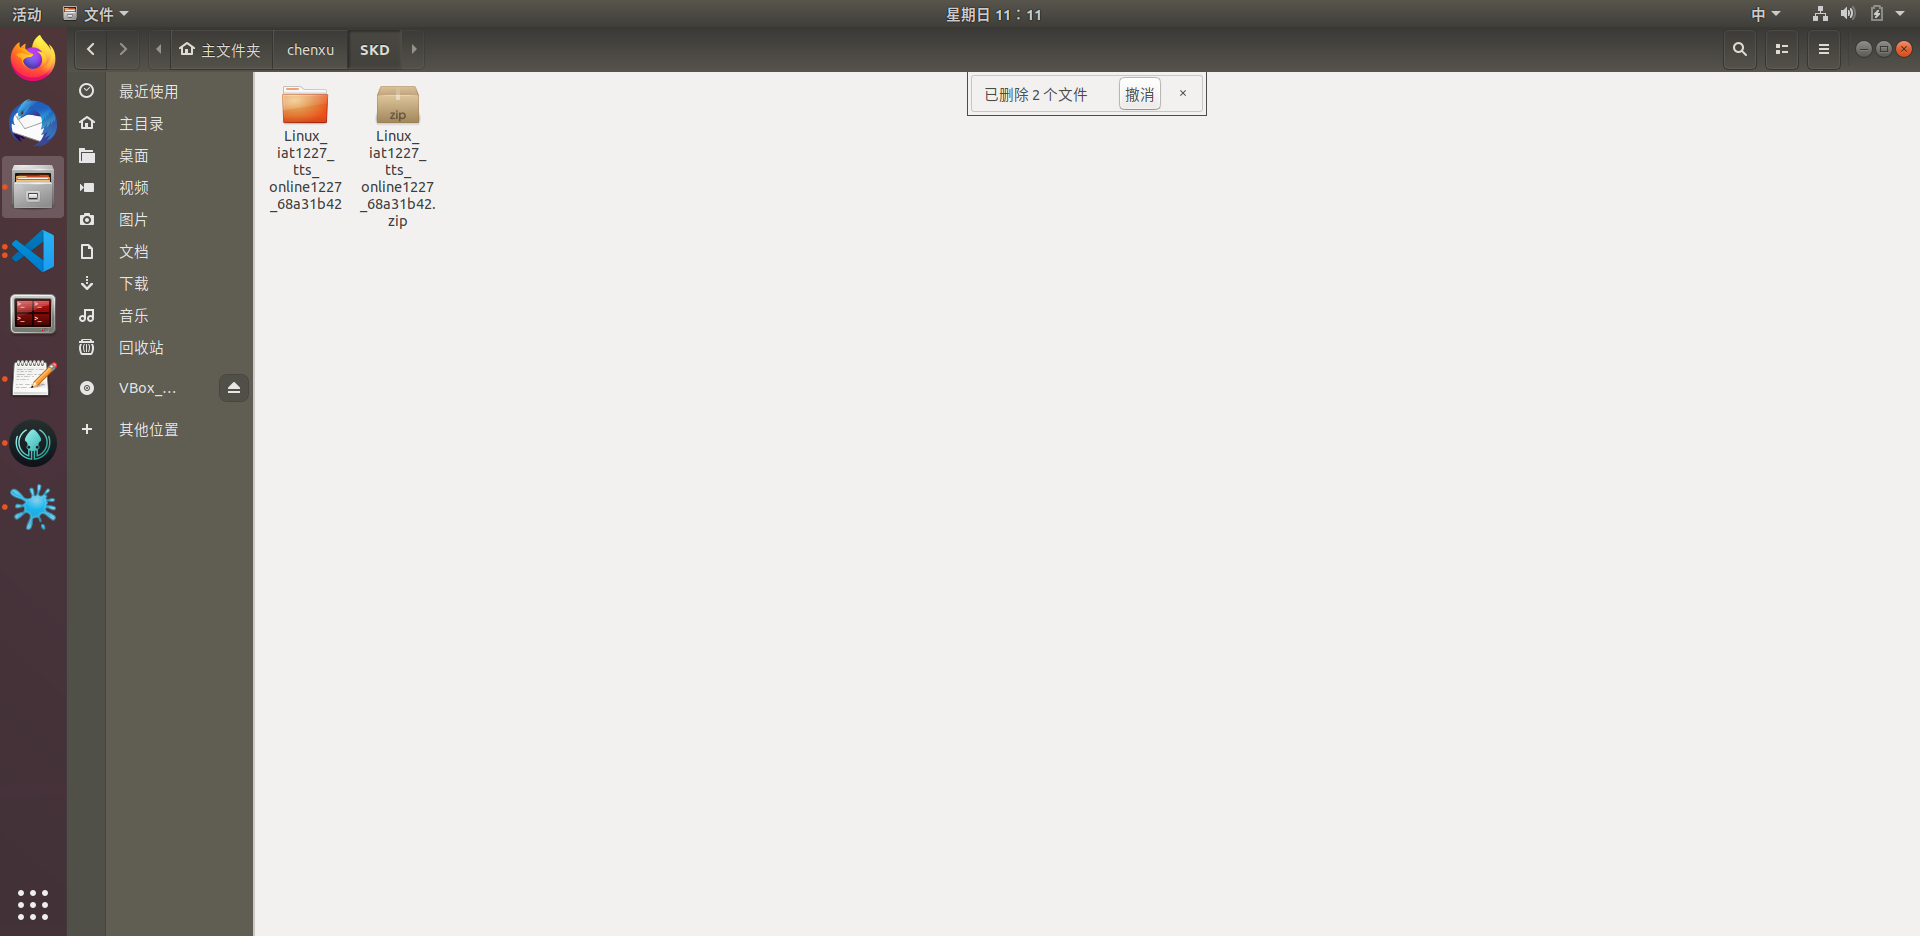 活动
文件
星期日 11：11
中
主文件夹
chenxu
SKD
最近使用
主目录
桌面
视频
图片
文档
下载
音乐
回收站
VBox_...
其他位置
Linux_
iat1227_
tts_
online1227
_68a31b42
zip
Linux_
iat1227_
tts_
online1227
_68a31b42.
zip
已删除 2 个文件
撤消
×